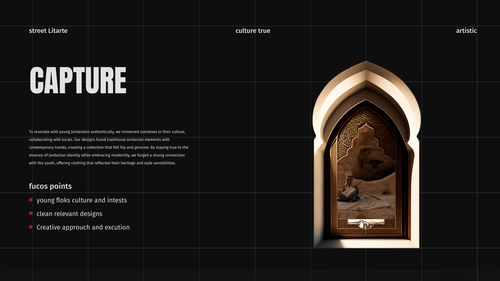 street Litarte
culture true
artistic
CAPTURE
To resonate with young Jordanians authentically, we immersed ourselves in their culture,
collaborating with locals. Our designs fused traditional Jordanian elements with
contemporary trends, creating a collection that felt hip and genuine. By staying true to the
essence of Jordanian identity while embracing modernity, we forged a strong connection
with the youth, offering clothing that reflected their heritage and style sensibilities.
fucos points
young floks culture and intests
clean relevant designs
Creative approuch and excution